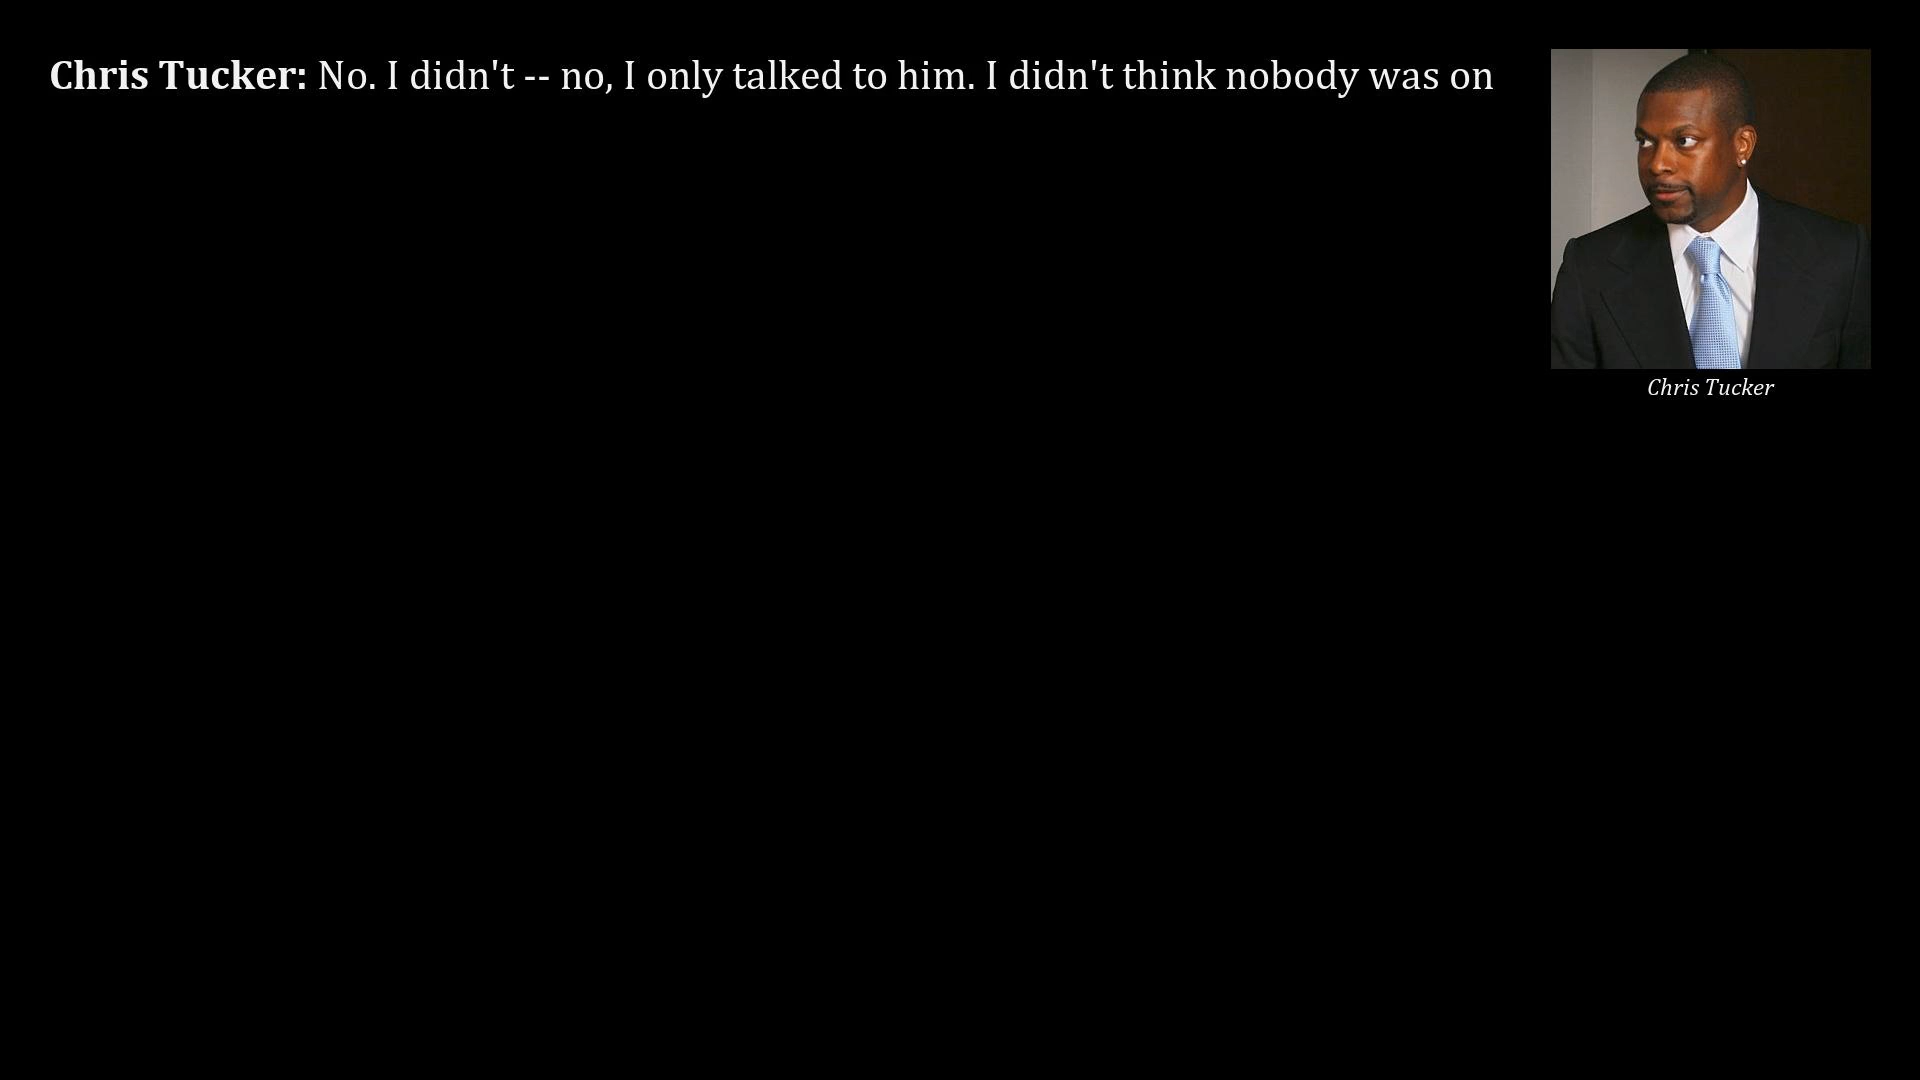 Chris Tucker: No. I didn't -- no, I only talked to him. I didn't think nobody was on
Chris Tucker